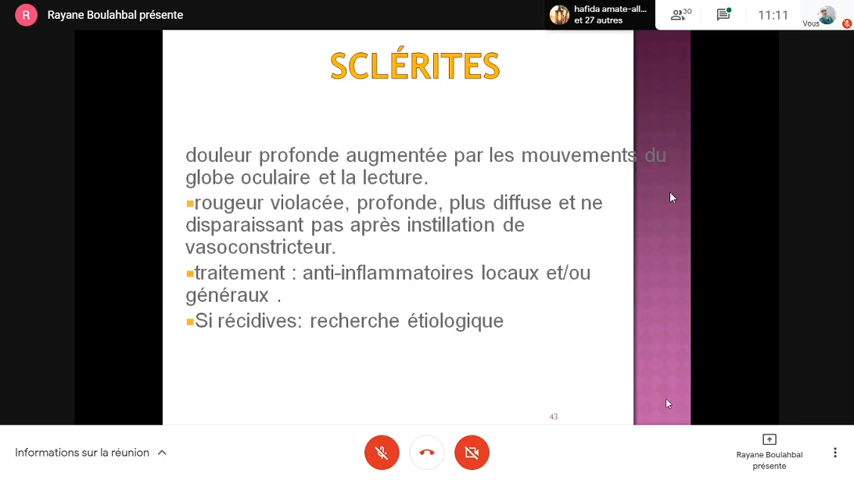 R Rayane Boulahbal présente
hafida amate-all...
et 27 autres
30
11:11
Vous
SCLÉRITES
douleur profonde augmentée par les mouvements du
globe oculaire et la lecture.
rougeur violacée, profonde, plus diffuse et ne
disparaissant pas après instillation de
vasoconstricteur.
traitement : anti-inflammatoires locaux et/ou
généraux .
Si récidives: recherche étiologique
43
Informations sur la réunion
Rayane Boulahbal
présente